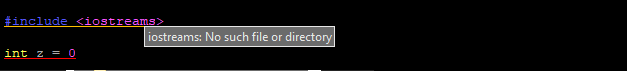 #include <iostreams>
iostreams: No such file or directory
int z = 0